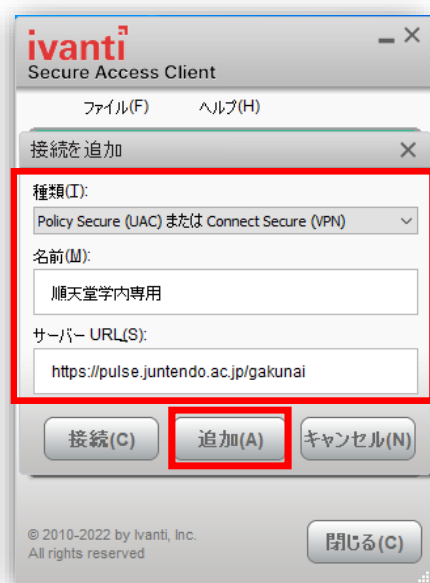 ivanti
Secure Access Client
ファイル(F) ヘルプ(H)
接続を追加
種類(T):
Policy Secure (UAC) または Connect Secure (VPN)
名前(M):
順天堂学内専用
サーバー URL(S):
https://pulse.juntendo.ac.jp/gakunai
接続(C) 追加(A) キャンセル(N)
© 2010-2022 by Ivanti, Inc.
All rights reserved
閉じる(C)